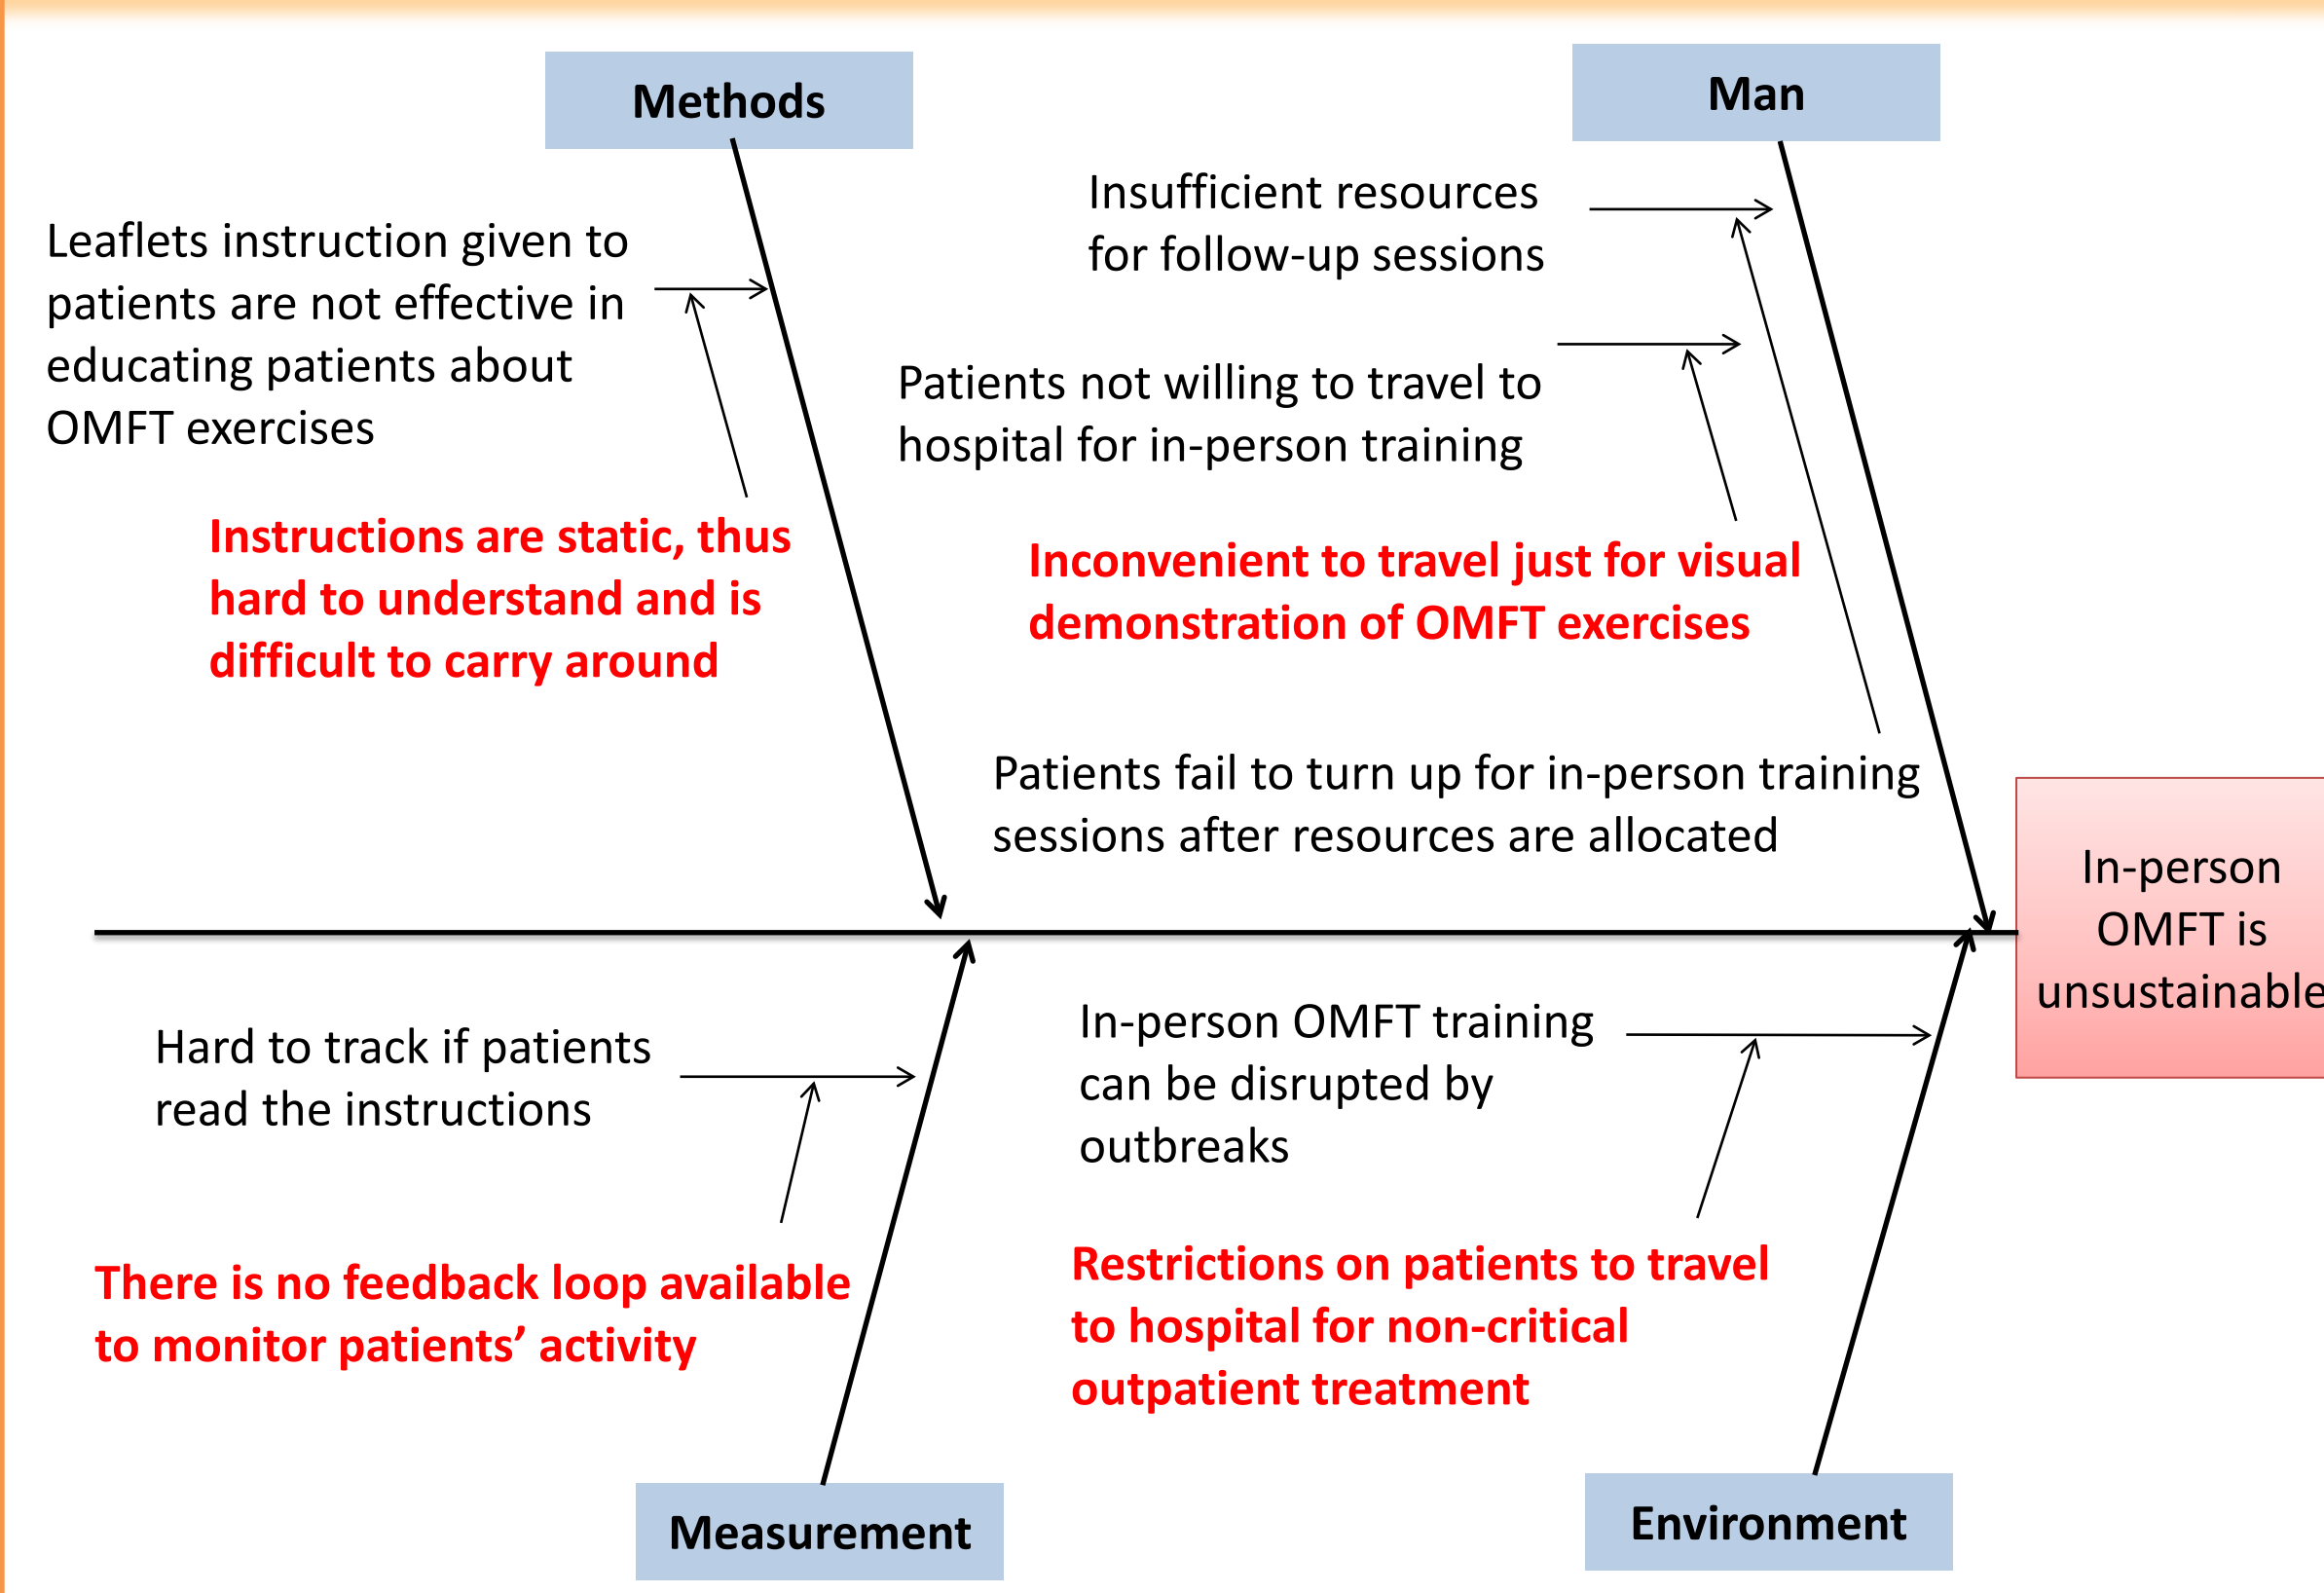 Methods
Man
Leaflets instruction given to
patients are not effective in
educating patients about
OMFT exercises
Instructions are static, thus
hard to understand and is
difficult to carry around
Insufficient resources
for follow-up sessions
Patients not willing to travel to
hospital for in-person training
Inconvenient to travel just for visual
demonstration of OMFT exercises
Patients fail to turn up for in-person training
sessions after resources are allocated
In-person
OMFT is
unsustainable
Hard to track if patients
read the instructions
There is no feedback loop available
to monitor patients’ activity
In-person OMFT training
can be disrupted by
outbreaks
Restrictions on patients to travel
to hospital for non-critical
outpatient treatment
Measurement
Environment